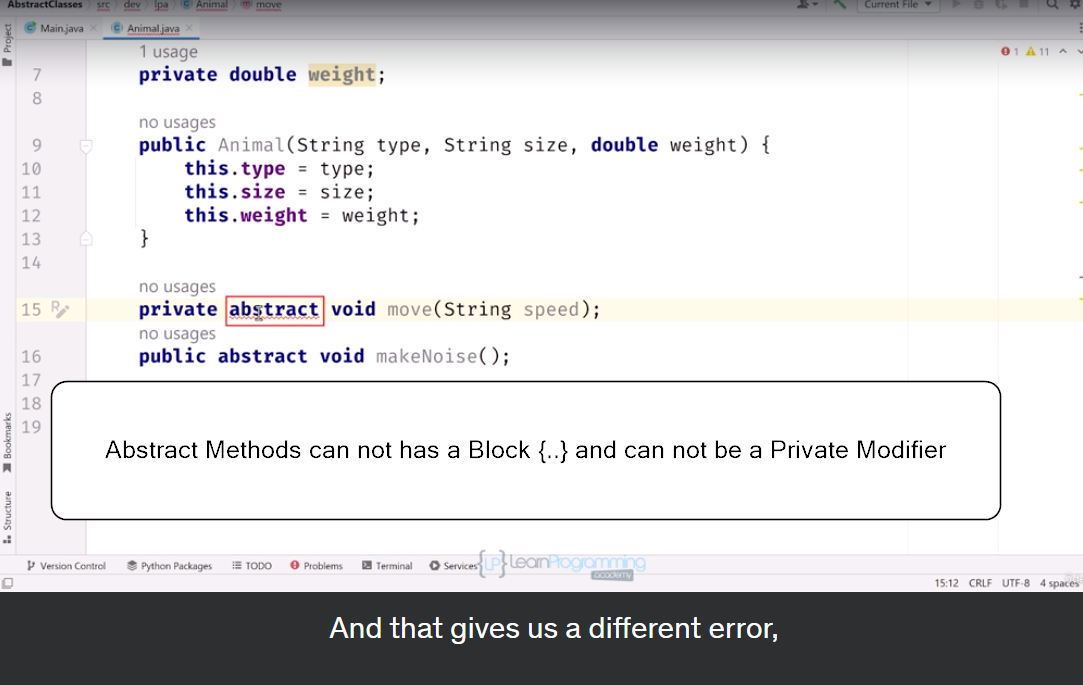 AbstractClasses src dev lpa Animal move
Current File
Main.java Animal.java
Project
1 usage
7 private double weight;
8
no usages
9 public Animal(String type, String size, double weight) {
10 this.type = type;
11 this.size = size;
12 this.weight = weight;
13 }
14
no usages
15 private abstract void move(String speed);
no usages
16 public abstract void makeNoise();
17
18
19
1 11
Abstract Methods can not has a Block {..} and can not be a Private Modifier
Bookmarks
Structure
Version Control Python Packages TODO Problems Terminal Services
{LP} LearnProgramming
academy
15:12 CRLF UTF-8 4 spaces
And that gives us a different error,